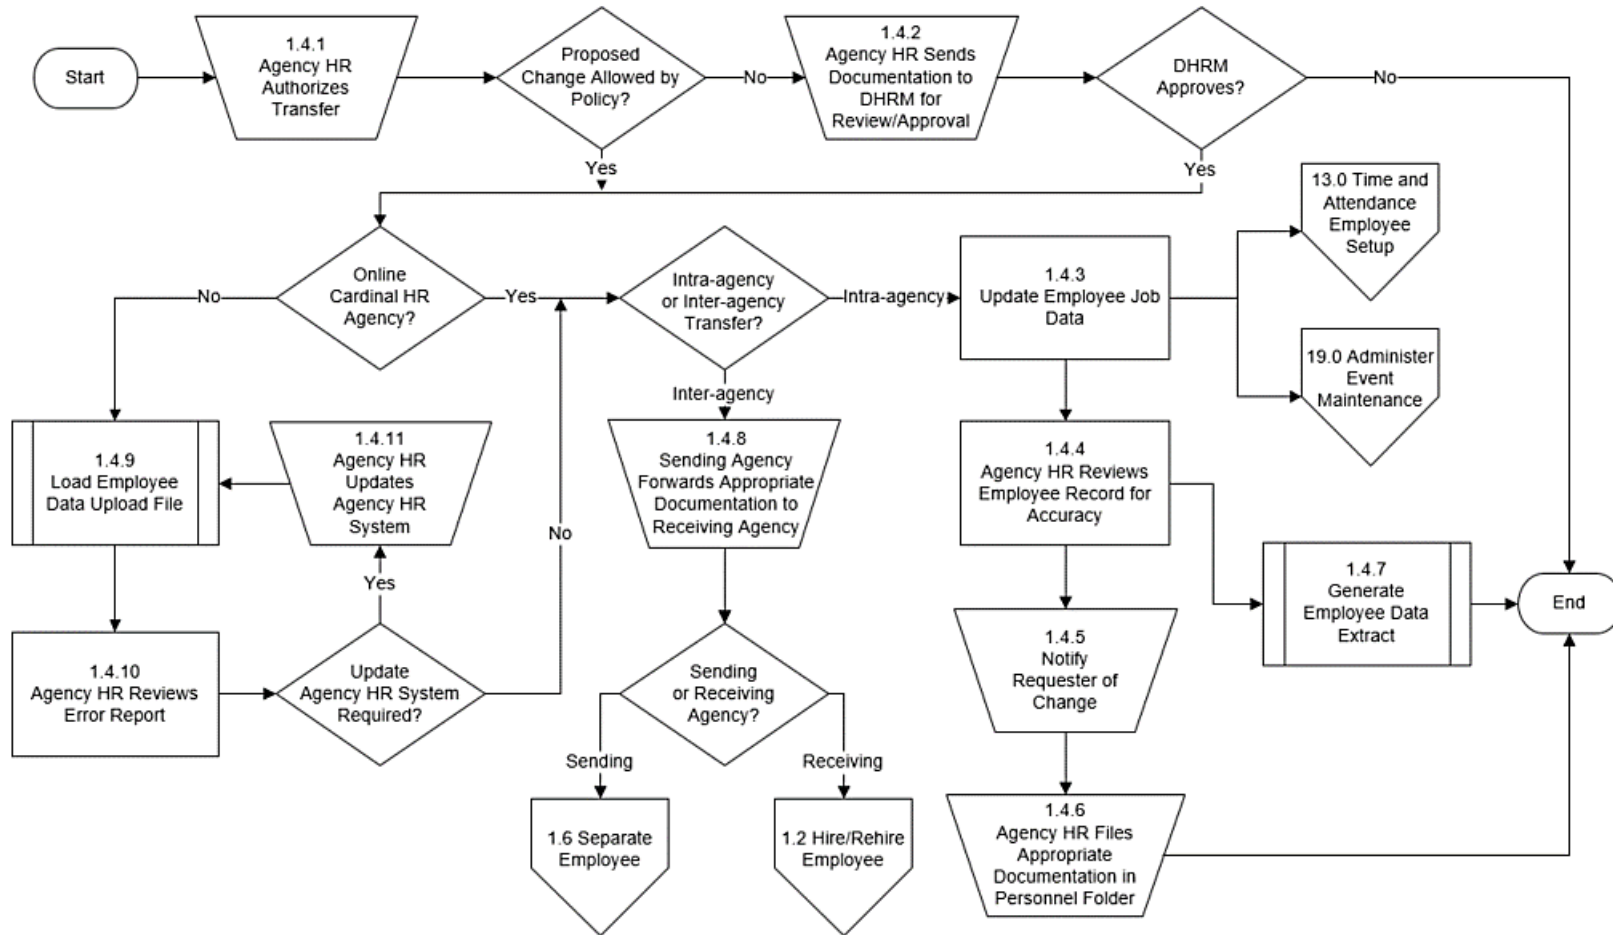 Start
1.4.1
Agency HR
Authorizes
Transfer
Proposed
Change Allowed by
Policy?
No
1.4.2
Agency HR Sends
Documentation to
DHRM for
Review/Approval
DHRM
Approves?
No
Yes
Yes
13.0 Time and
Attendance
Employee
Setup
Online
Cardinal HR
Agency?
No
Yes
Intra-agency
or Inter-agency
Transfer?
Intra-agency
1.4.3
Update Employee Job
Data
19.0 Administer
Event
Maintenance
Inter-agency
1.4.9
Load Employee
Data Upload File
1.4.11
Agency HR
Updates
Agency HR
System
1.4.8
Sending Agency
Forwards Appropriate
Documentation to
Receiving Agency
1.4.4
Agency HR Reviews
Employee Record for
Accuracy
No
Yes
1.4.7
Generate
Employee Data
Extract
End
1.4.10
Agency HR Reviews
Error Report
Update
Agency HR System
Required?
Sending
or Receiving
Agency?
1.4.5
Notify
Requester of
Change
Sending
Receiving
1.6 Separate
Employee
1.2 Hire/Rehire
Employee
1.4.6
Agency HR Files
Appropriate
Documentation in
Personnel Folder